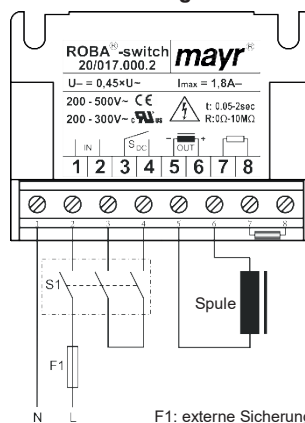 ROBA®-switch
20/017.000.2
mayr®
U– = 0,45×U~
Imax = 1,8A–
200 - 500V~ CE
200 - 300V~ c UR us
t: 0.05-2sec
R:0Ω-10MΩ
IN
SDC
– +
OUT
1 2 3 4 5 6 7 8
1 2 3 4 5 6 7 8
S1
Spule
F1
N L
F1: externe Sicherung